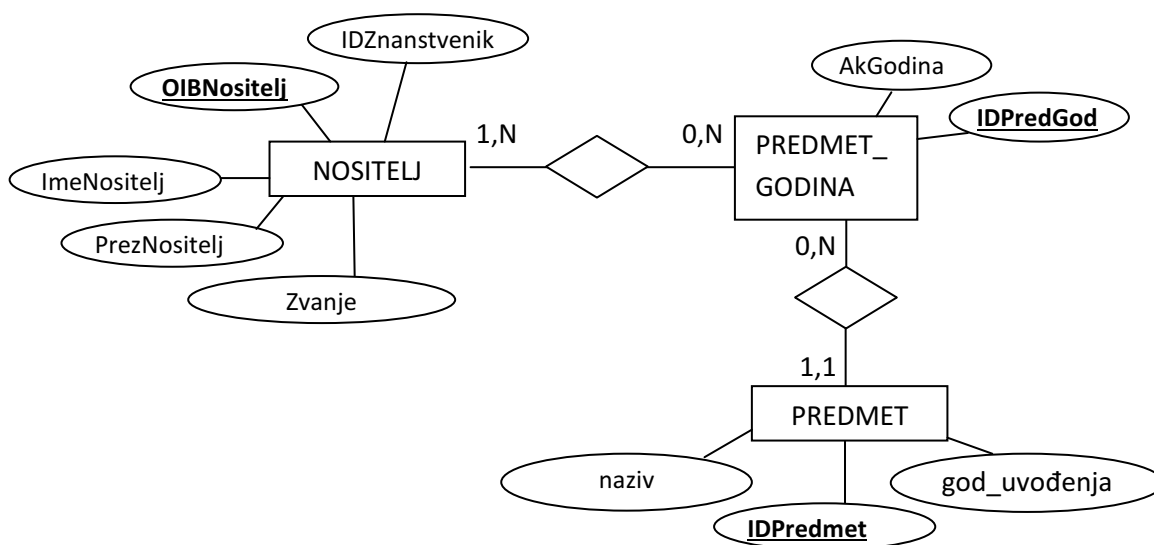 IDZnanstvenik
AkGodina
OIBNositelj
IDPredGod
1,N
0,N
NOSITELJ
PREDMET_
GODINA
ImeNositelj
PrezNositelj
0,N
Zvanje
1,1
PREDMET
naziv
god_uvođenja
IDPredmet